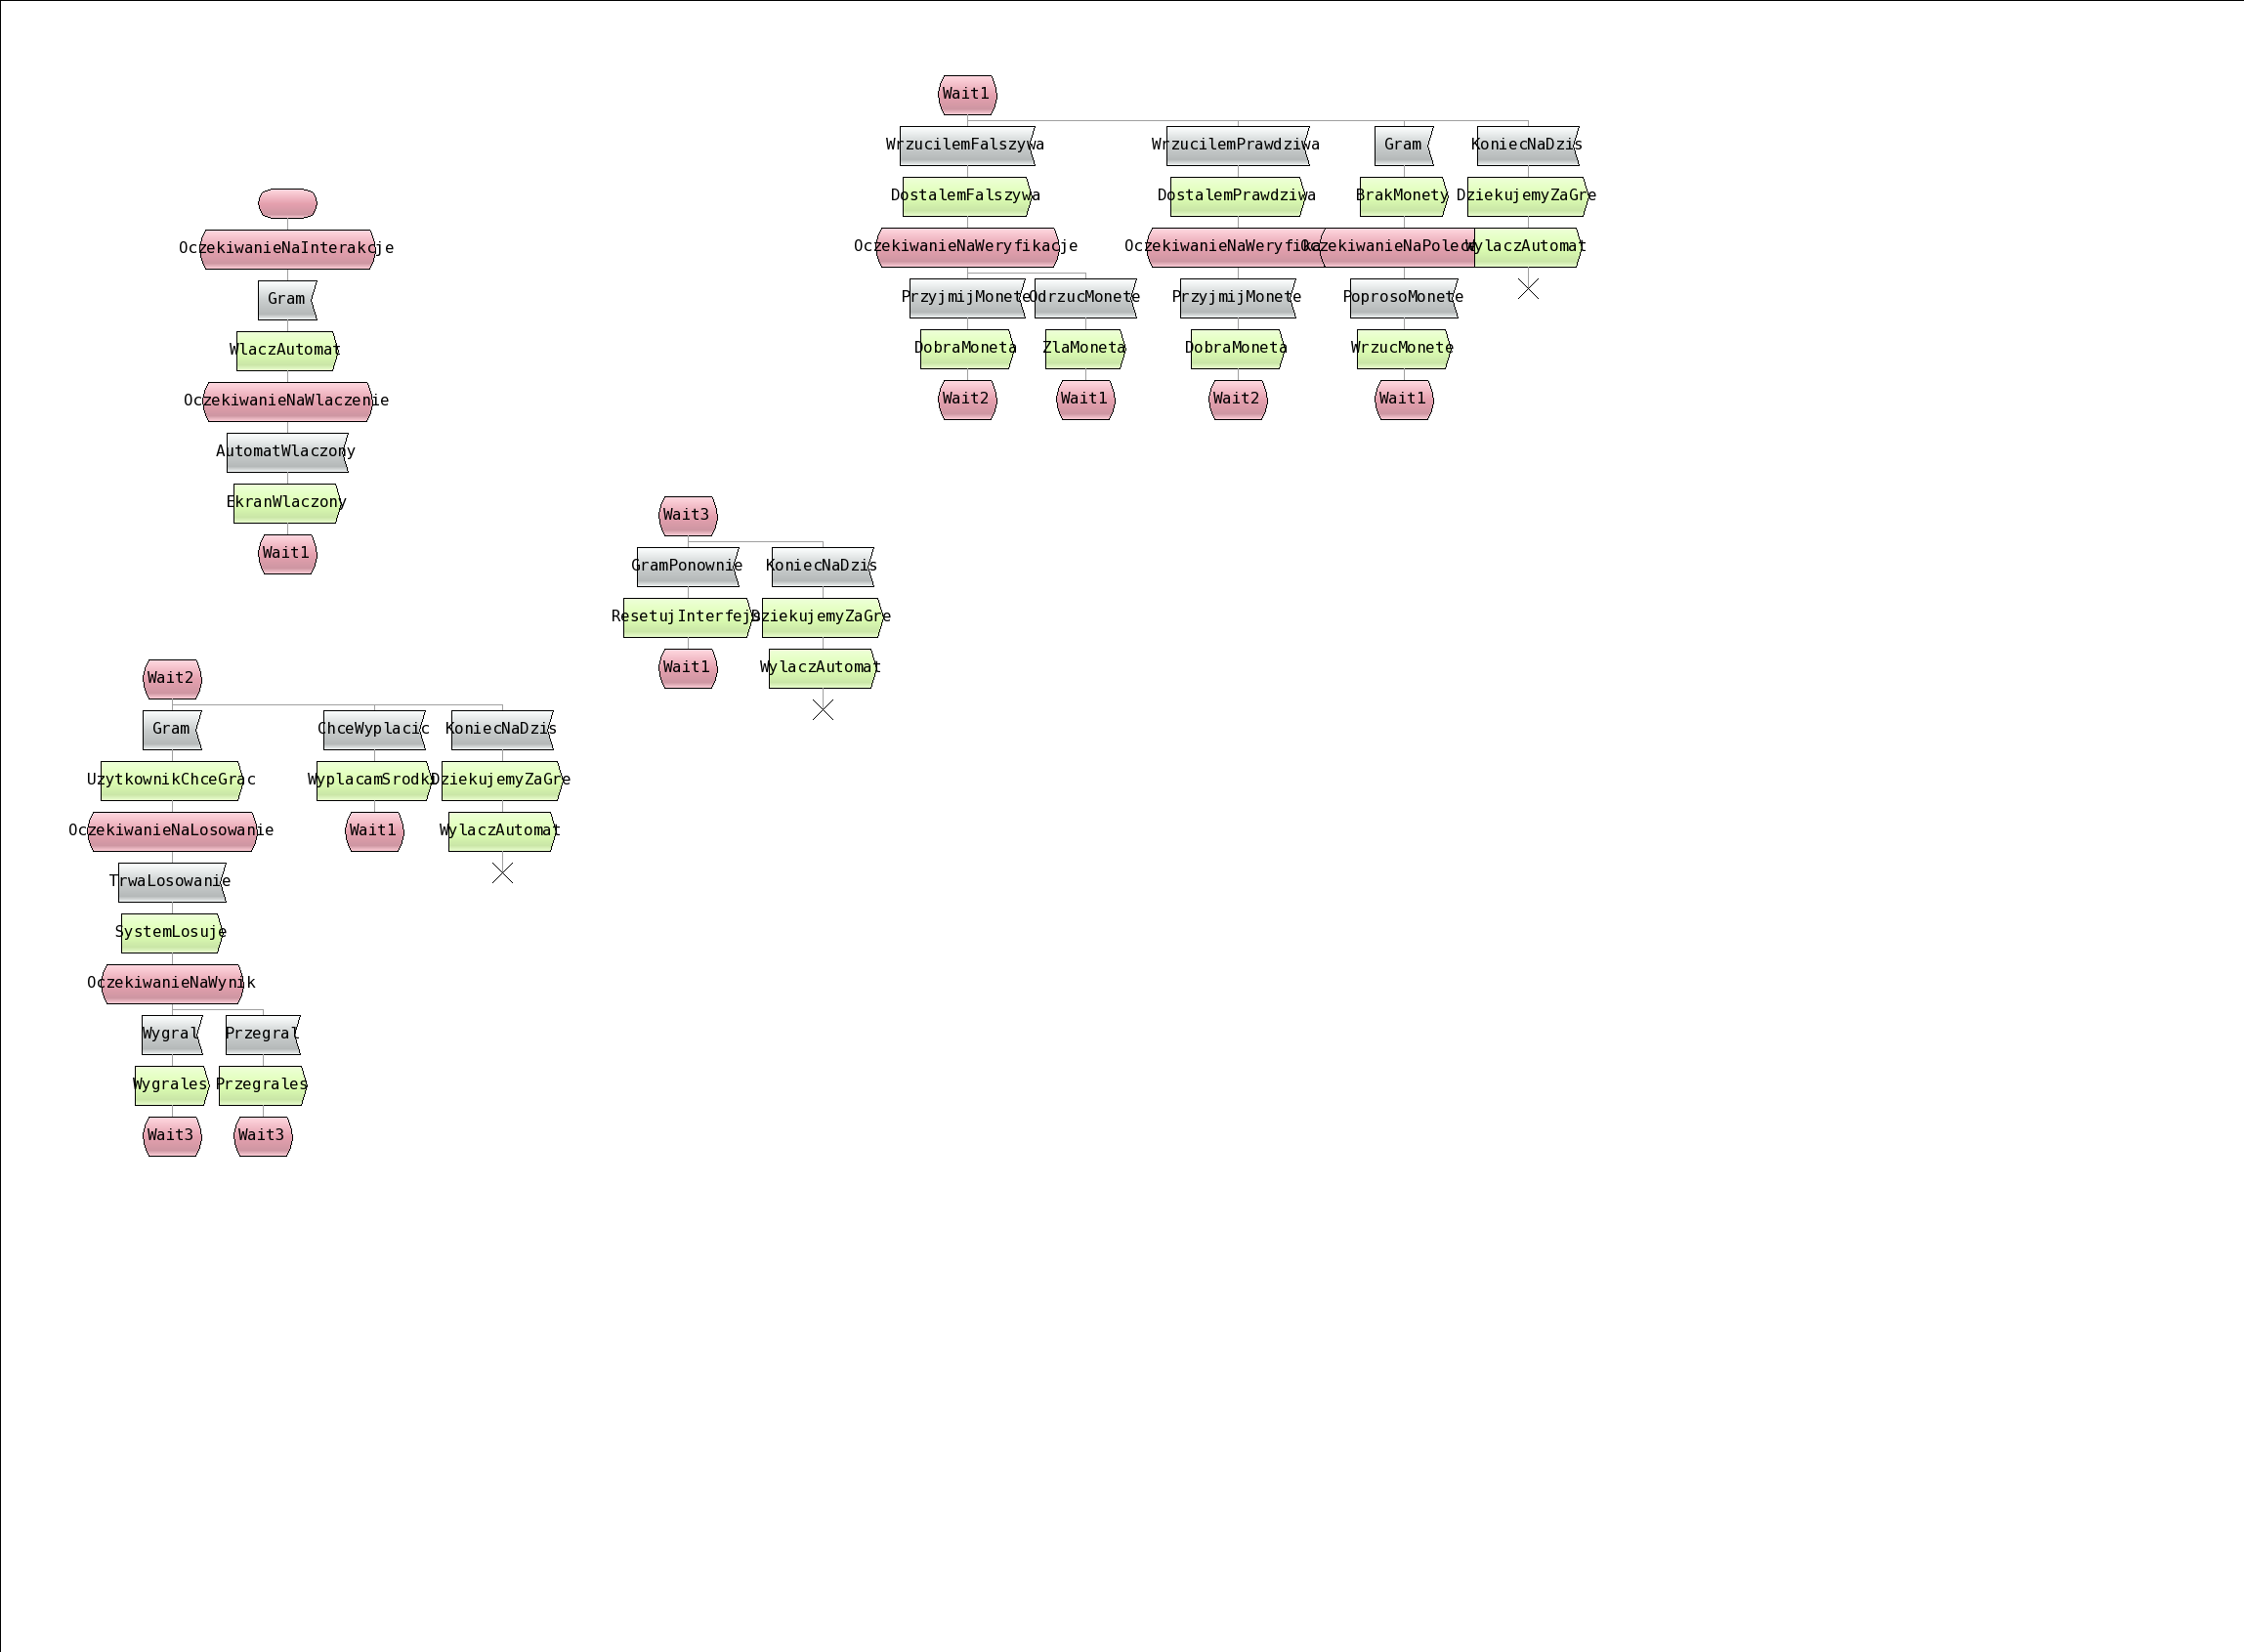 Wait1
WrzucilemFalszywa
WrzucilemPrawdziwa
Gram
KoniecNaDzis
DostalemFalszywa
DostalemPrawdziwa
BrakMonety
DziekujemyZaGre
OczekiwanieNaWeryfikacje
WylaczAutomat
PrzyjmijMonete
OdrzucMonete
PrzyjmijMonete
PoprosoMonete
DobraMoneta
ZlaMoneta
DobraMoneta
WrzucMonete
Wait2
Wait1
Wait2
Wait1
OczekiwanieNaInterakcje
Gram
WlaczAutomat
OczekiwanieNaWlaczenie
AutomatWlaczony
EkranWlaczony
Wait1
Wait3
GramPonownie
KoniecNaDzis
ResetujInterfejs
DziekujemyZaGre
Wait1
WylaczAutomat
Wait2
Gram
ChceWyplacic
KoniecNaDzis
UzytkownikChceGrac
WyplacamSrodki
DziekujemyZaGre
OczekiwanieNaLosowanie
Wait1
WylaczAutomat
TrwaLosowanie
SystemLosuje
OczekiwanieNaWynik
Wygral
Przegral
Wygrales
Przegrales
Wait3
Wait3